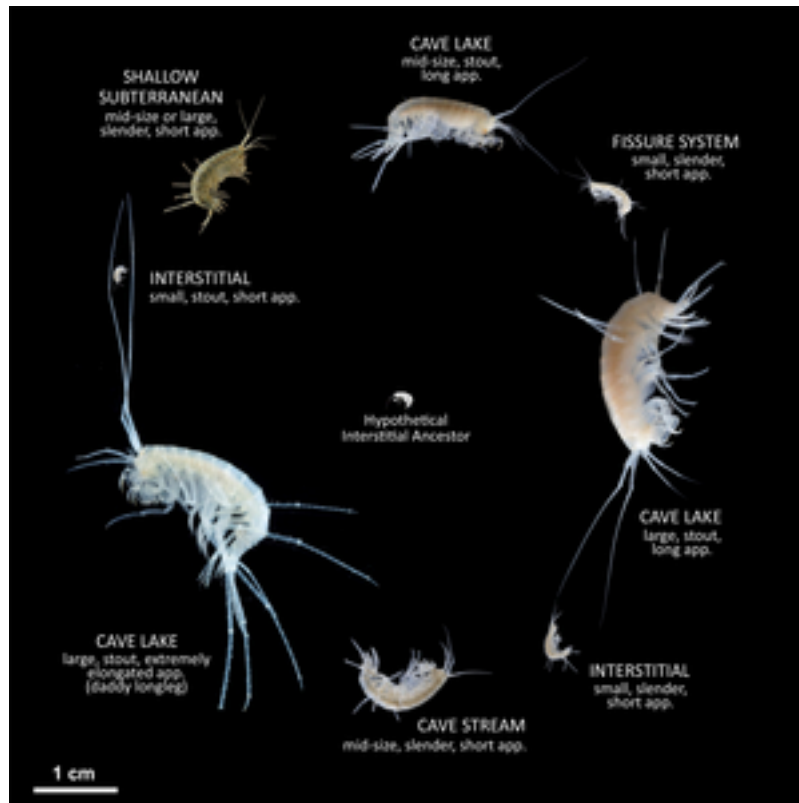 CAVE LAKE
mid-size, stout,
long app.
SHALLOW
SUBTERRANEAN
mid-size or large,
slender, short app.
FISSURE SYSTEM
small, slender,
short app.
INTERSTITIAL
small, stout, short app.
Hypothetical
Interstitial Ancestor
CAVE LAKE
large, stout,
long app.
CAVE LAKE
large, stout, extremely
elongated app.
(daddy longleg)
INTERSTITIAL
small, slender,
short app.
CAVE STREAM
mid-size, slender, short app.
1 cm